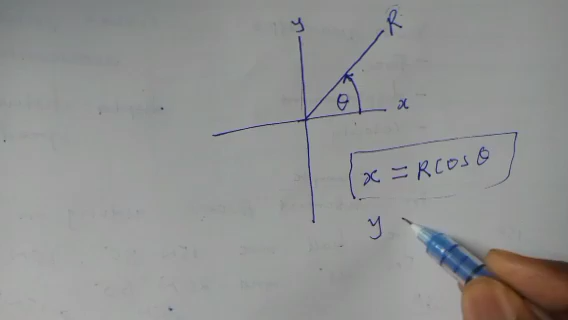 y
R
θ
x
x = R cos θ
y